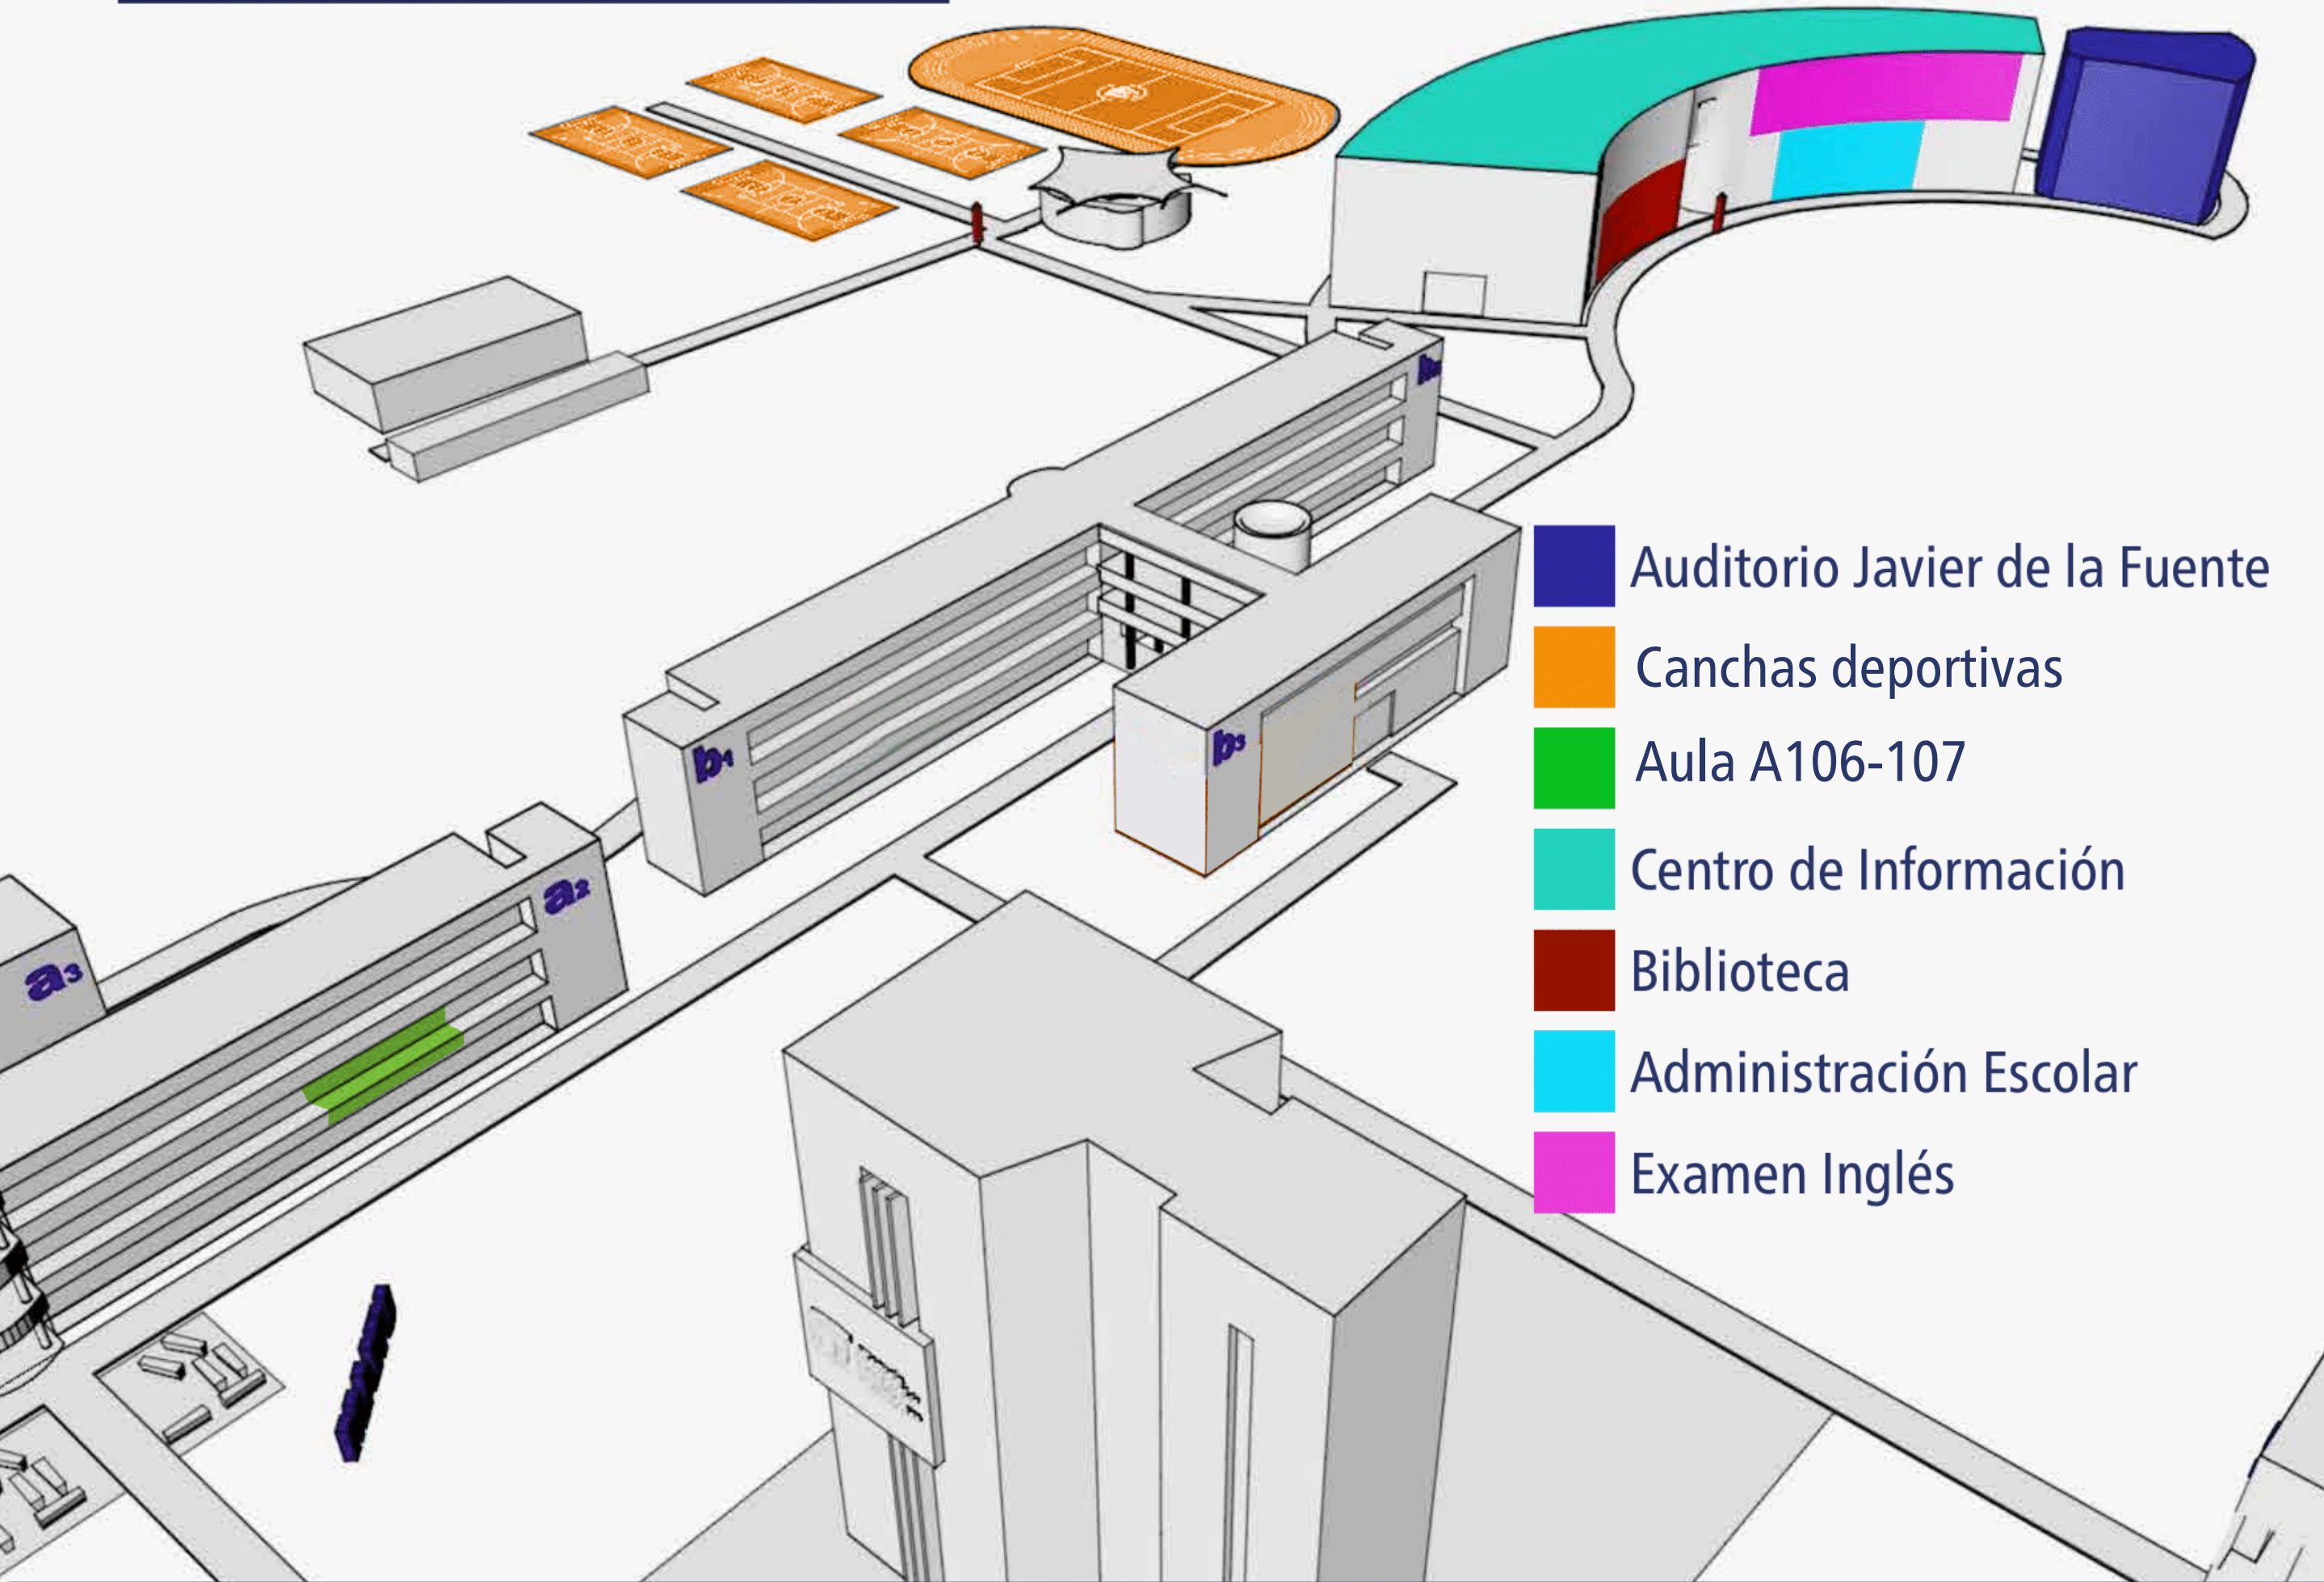 b1
b3
a2
a3
Auditorio Javier de la Fuente
Canchas deportivas
Aula A106-107
Centro de Información
Biblioteca
Administración Escolar
Examen Inglés